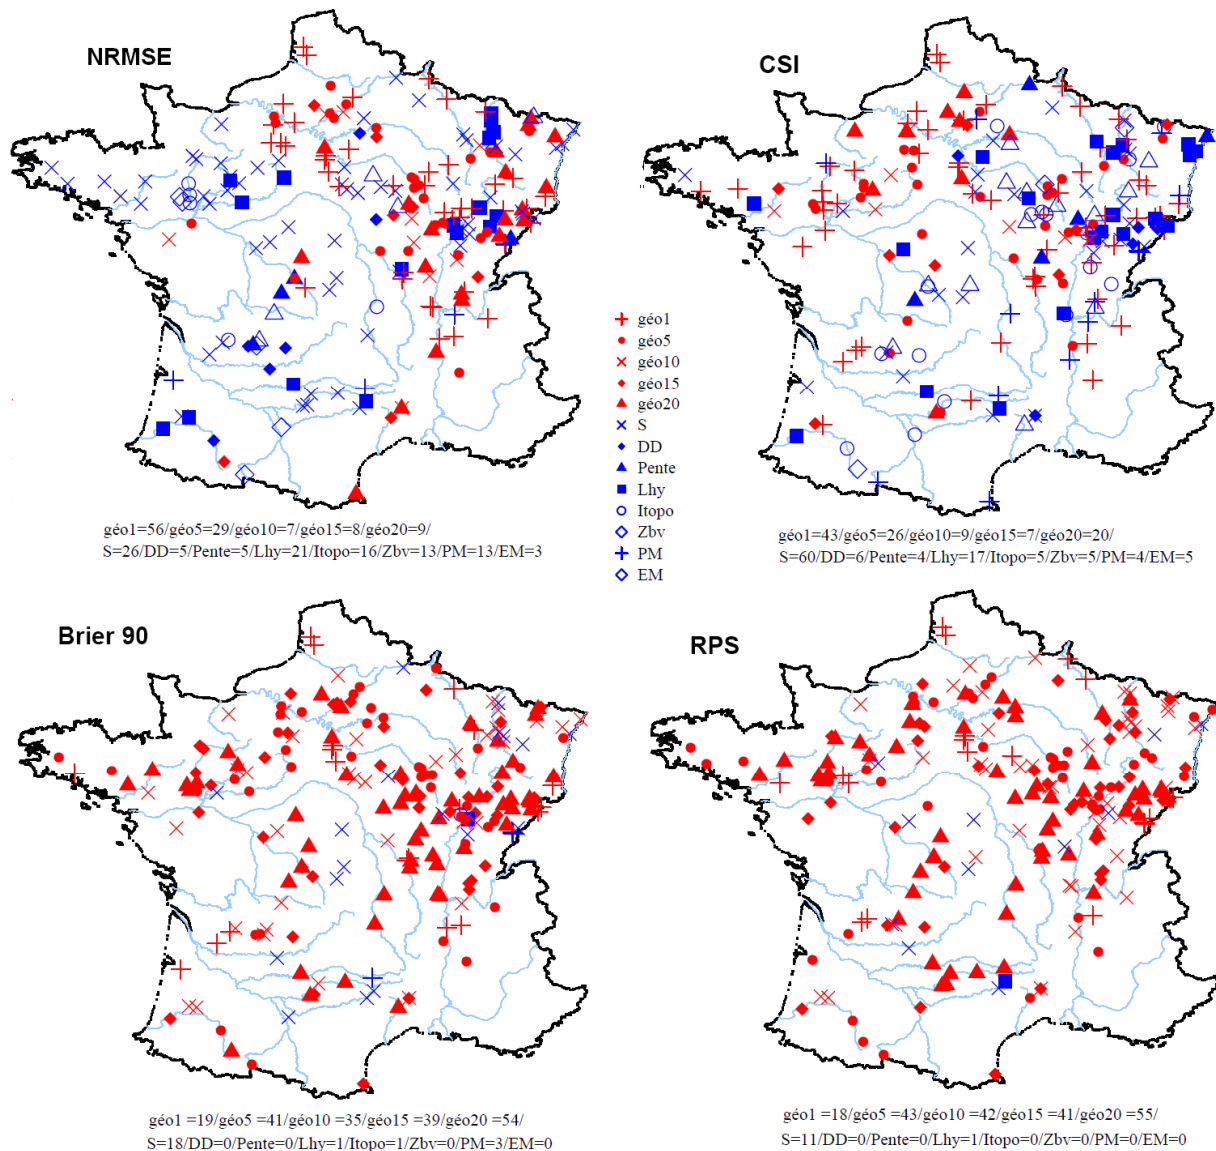 NRMSE
CSI
géo1
géo5
géo10
géo15
géo20
S
DD
Pente
Lhy
Itopo
Zbv
PM
EM
géo1=56/géo5=29/géo10=7/géo15=8/géo20=9/
S=26/DD=5/Pente=5/Lhy=21/Itopo=16/Zbv=13/PM=13/EM=3
géo1=43/géo5=26/géo10=9/géo15=7/géo20=20/
S=60/DD=6/Pente=4/Lhy=17/Itopo=5/Zbv=5/PM=4/EM=5
Brier 90
RPS
géo1 =19/géo5 =41/géo10 =35/géo15 =39/géo20 =54/
S=18/DD=0/Pente=0/Lhy=1/Itopo=1/Zbv=0/PM=3/EM=0
géo1 =18/géo5 =43/géo10 =42/géo15 =41/géo20 =55/
S=11/DD=0/Pente=0/Lhy=1/Itopo=0/Zbv=0/PM=0/EM=0